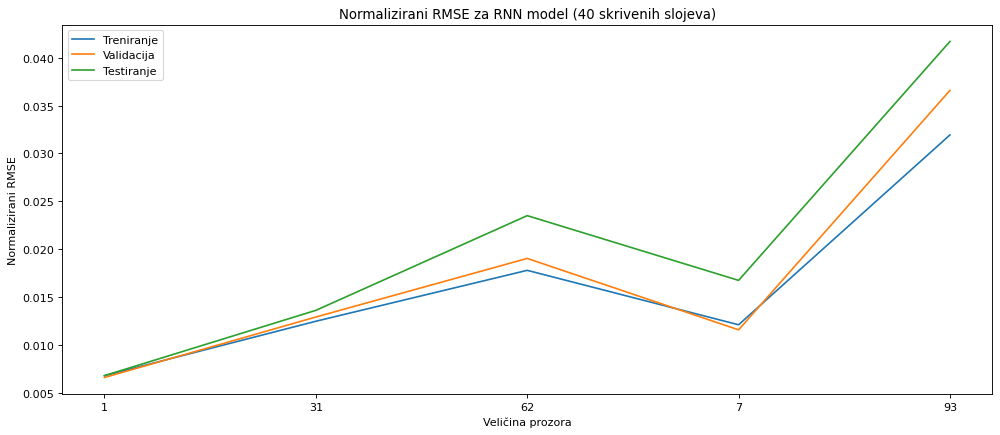 Normalizirani RMSE za RNN model (40 skrivenih slojeva)
Treniranje
Validacija
Testiranje
Normalizirani RMSE
0.040
0.035
0.030
0.025
0.020
0.015
0.010
0.005
1 31 62 7 93
Veličina prozora